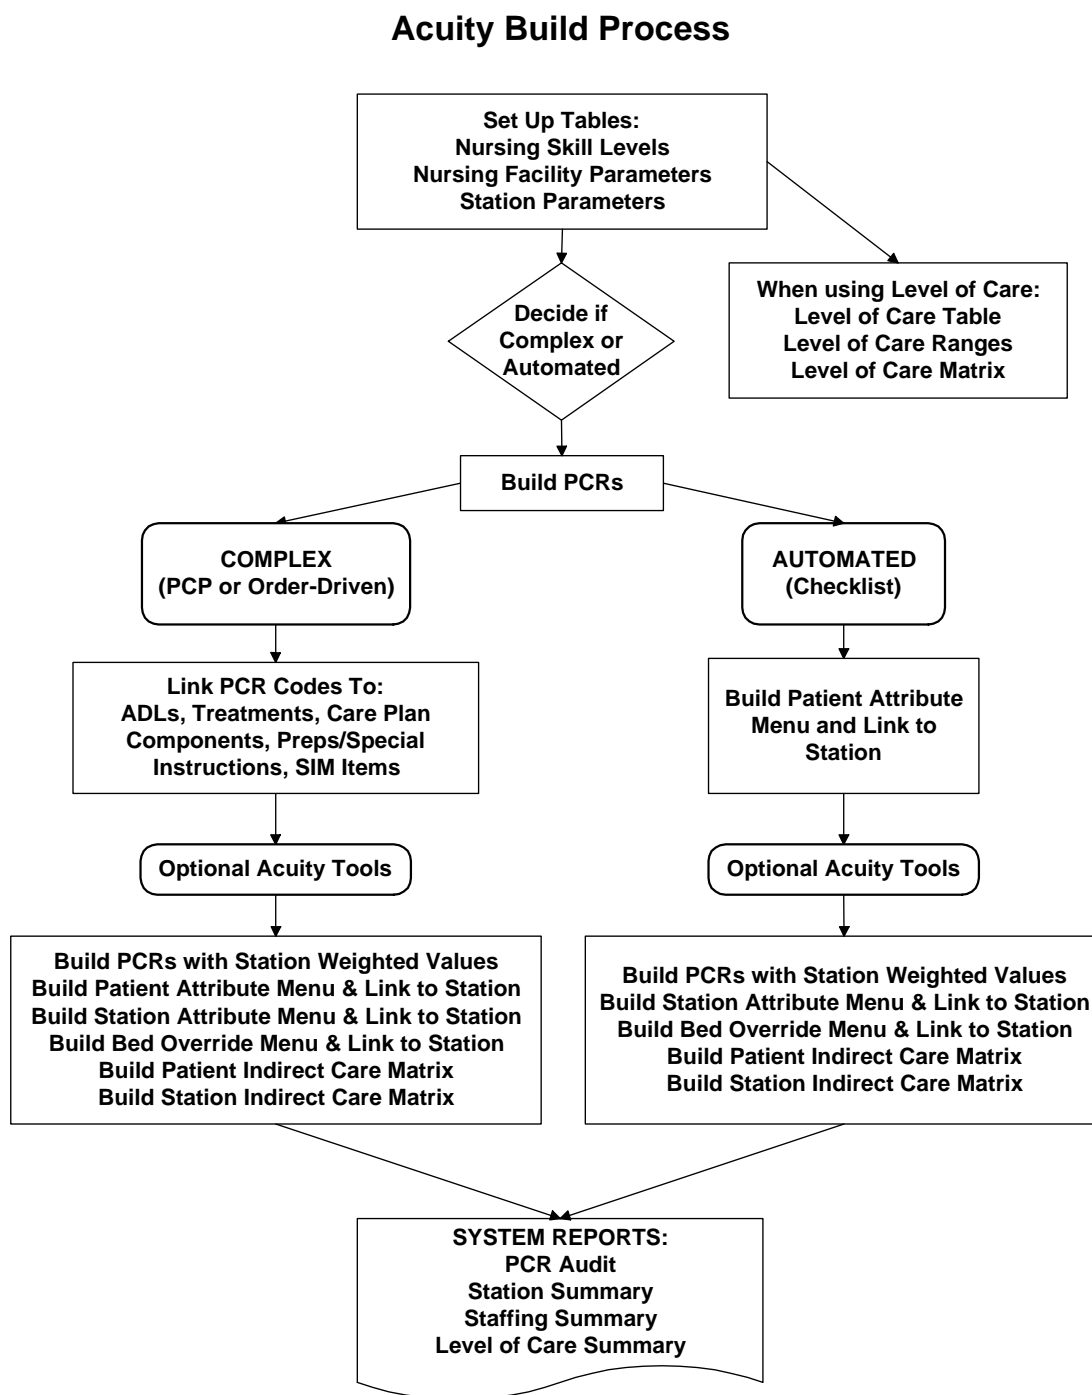 Acuity Build Process
Set Up Tables:
Nursing Skill Levels
Nursing Facility Parameters
Station Parameters
When using Level of Care:
Level of Care Table
Level of Care Ranges
Level of Care Matrix
Decide if
Complex or
Automated
Build PCRs
COMPLEX
(PCP or Order-Driven)
AUTOMATED
(Checklist)
Link PCR Codes To:
ADLs, Treatments, Care Plan
Components, Preps/Special
Instructions, SIM Items
Build Patient Attribute
Menu and Link to
Station
Optional Acuity Tools
Optional Acuity Tools
Build PCRs with Station Weighted Values
Build Patient Attribute Menu & Link to Station
Build Station Attribute Menu & Link to Station
Build Bed Override Menu & Link to Station
Build Patient Indirect Care Matrix
Build Station Indirect Care Matrix
Build PCRs with Station Weighted Values
Build Station Attribute Menu & Link to Station
Build Bed Override Menu & Link to Station
Build Patient Indirect Care Matrix
Build Station Indirect Care Matrix
SYSTEM REPORTS:
PCR Audit
Station Summary
Staffing Summary
Level of Care Summary